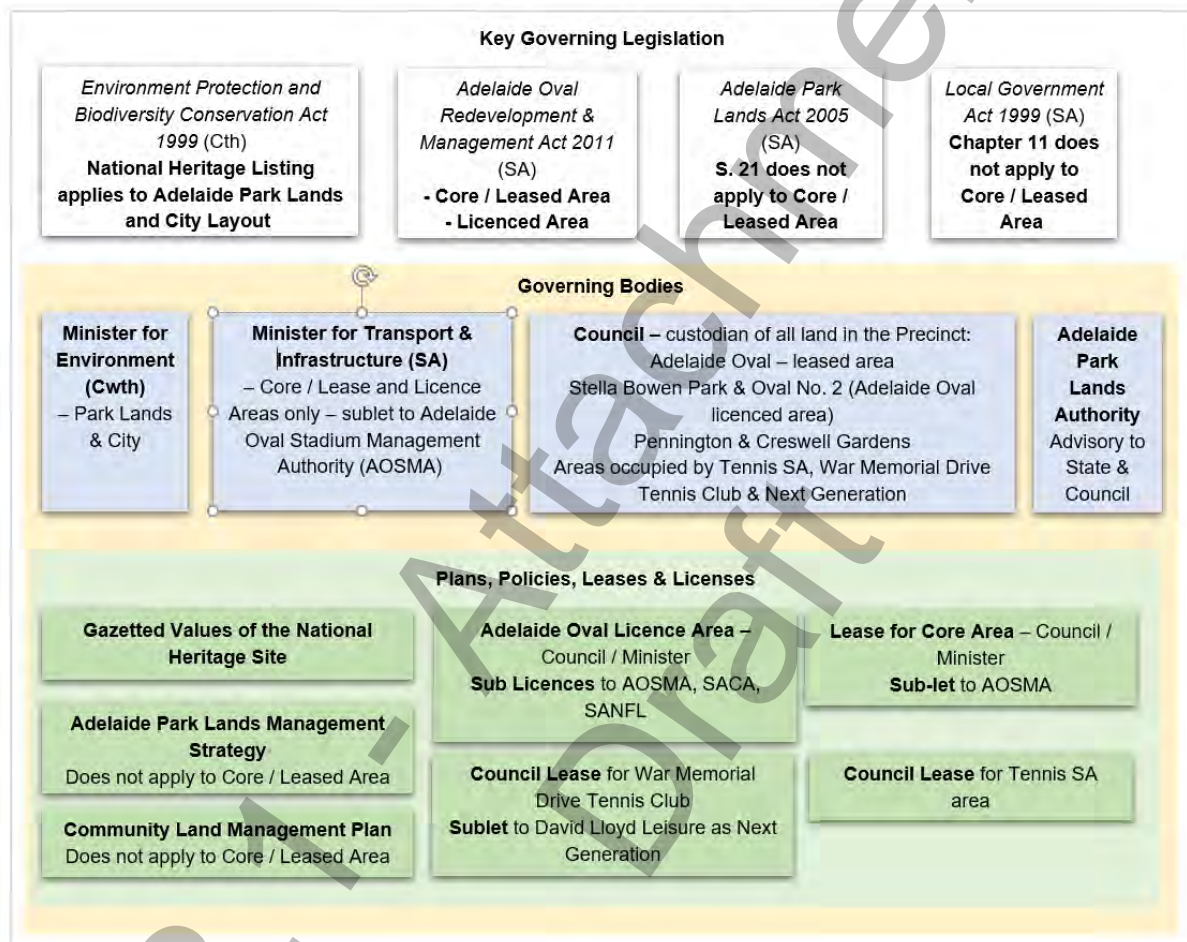 Key Governing Legislation
Environment Protection and
Biodiversity Conservation Act
1999 (Cth)
National Heritage Listing
applies to Adelaide Park Lands
and City Layout
Adelaide Oval
Redevelopment &
Management Act 2011
(SA)
- Core / Leased Area
- Licenced Area
Adelaide Park
Lands Act 2005
(SA)
S. 21 does not
apply to Core /
Leased Area
Local Government
Act 1999 (SA)
Chapter 11 does
not apply to
Core / Leased
Area
Governing Bodies
Minister for
Environment
(Cwth)
– Park Lands
& City
Minister for Transport &
Infrastructure (SA)
– Core / Lease and Licence
Areas only – sublet to Adelaide
Oval Stadium Management
Authority (AOSMA)
Council – custodian of all land in the Precinct:
Adelaide Oval – leased area
Stella Bowen Park & Oval No. 2 (Adelaide Oval
licenced area)
Pennington & Creswell Gardens
Areas occupied by Tennis SA, War Memorial Drive
Tennis Club & Next Generation
Adelaide
Park
Lands
Authority
Advisory to
State &
Council
Plans, Policies, Leases & Licenses
Gazetted Values of the National
Heritage Site
Adelaide Park Lands Management
Strategy
Does not apply to Core / Leased Area
Community Land Management Plan
Does not apply to Core / Leased Area
Adelaide Oval Licence Area –
Council / Minister
Sub Licences to AOSMA, SACA,
SANFL
Council Lease for War Memorial
Drive Tennis Club
Sublet to David Lloyd Leisure as Next
Generation
Lease for Core Area – Council /
Minister
Sub-let to AOSMA
Council Lease for Tennis SA
area
1 - Attachme
Draft